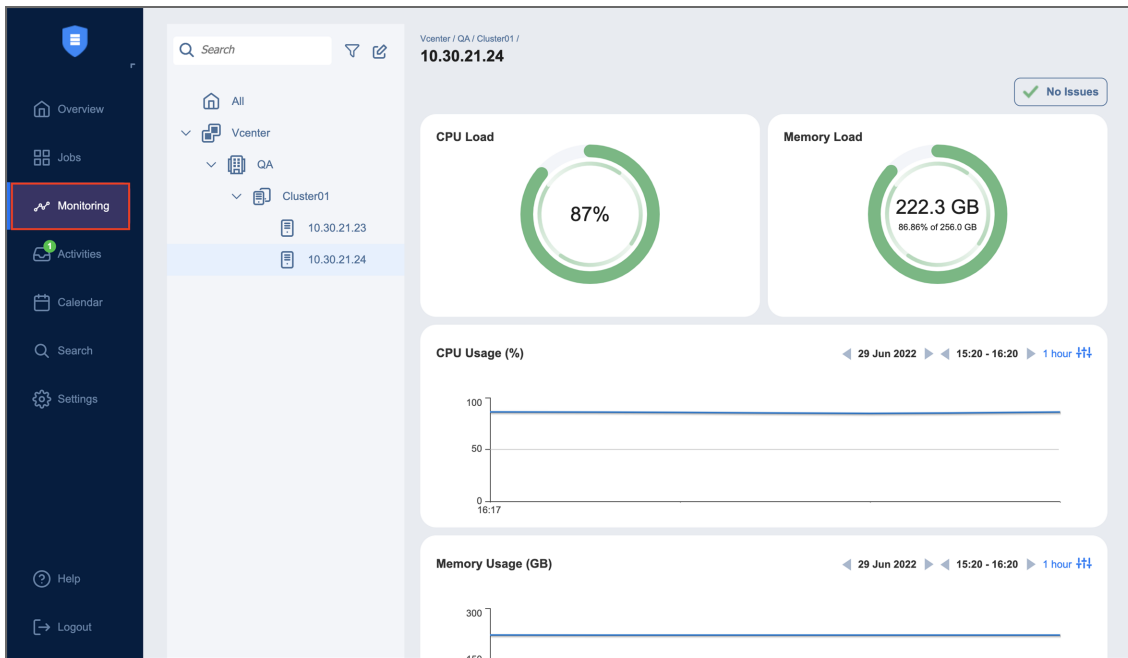 Overview
Jobs
Monitoring
1
Activities
Calendar
Search
Settings
Help
Logout
Search
All
Vcenter
QA
Cluster01
10.30.21.23
10.30.21.24
Vcenter / QA / Cluster01 /
10.30.21.24
No Issues
CPU Load
87%
Memory Load
222.3 GB
86.86% of 256.0 GB
CPU Usage (%)
29 Jun 2022 15:20 - 16:20 1 hour
100
50
0
16:17
Memory Usage (GB)
29 Jun 2022 15:20 - 16:20 1 hour
300
150